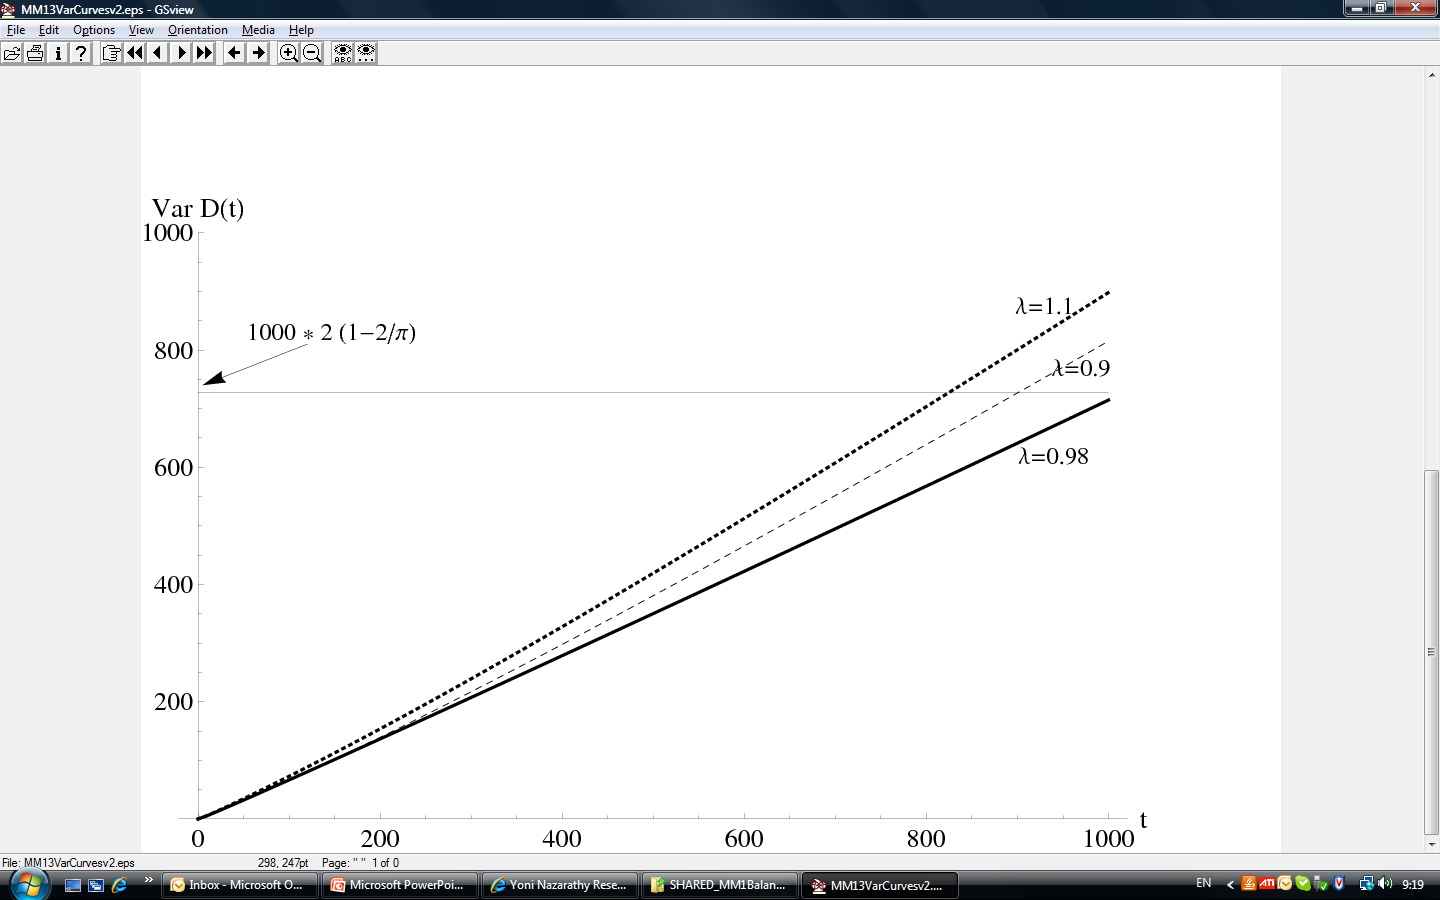 MM13VarCurvesv2.eps - GSview
File Edit Options View Orientation Media Help
i ? ABC
Var D(t)
1000
1000 * 2 (1−2/π)
λ=1.1
800
λ=0.9
600
λ=0.98
400
200
0 200 400 600 800 1000 t
File: MM13VarCurvesv2.eps 298, 247pt Page: " " 1 of 0
Inbox - Microsoft O... Microsoft PowerPoi... Yoni Nazarathy Rese... SHARED_MM1Balan... MM13VarCurvesv2.... EN ATI 9:19